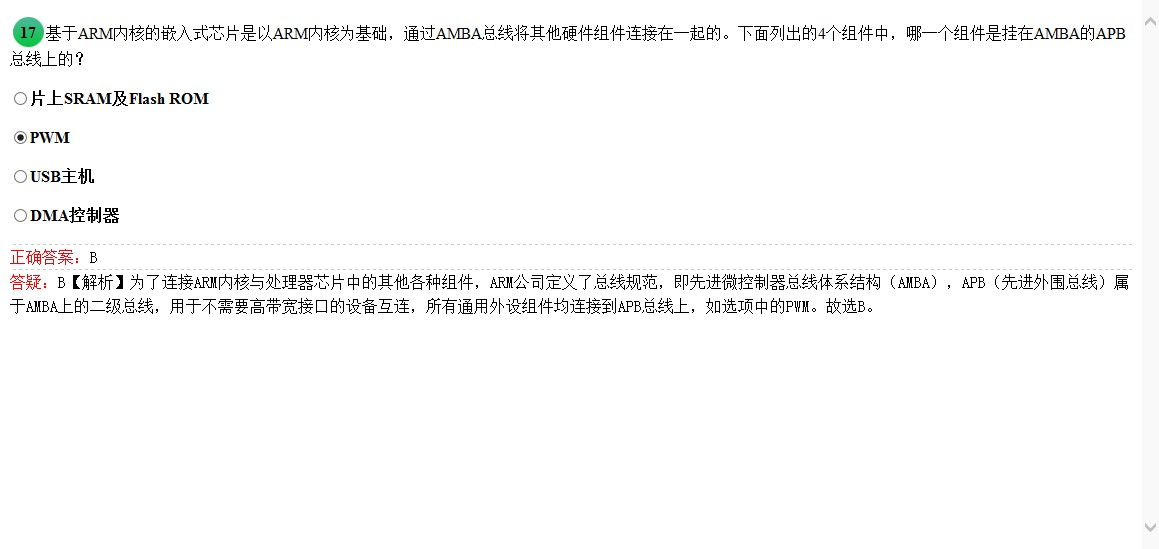 17 基于ARM内核的嵌入式芯片是以ARM内核为基础，通过AMBA总线将其他硬件组件连接在一起的。下面列出的4个组件中，哪一个组件是挂在AMBA的APB
总线上的？
片上SRAM及Flash ROM
PWM
USB主机
DMA控制器
正确答案：B
答疑：B【解析】为了连接ARM内核与处理器芯片中的其他各种组件，ARM公司定义了总线规范，即先进微控制器总线体系结构（AMBA），APB（先进外围总线）属
于AMBA上的二级总线，用于不需要高带宽接口的设备互连，所有通用外设组件均连接到APB总线上，如选项中的PWM。故选B。